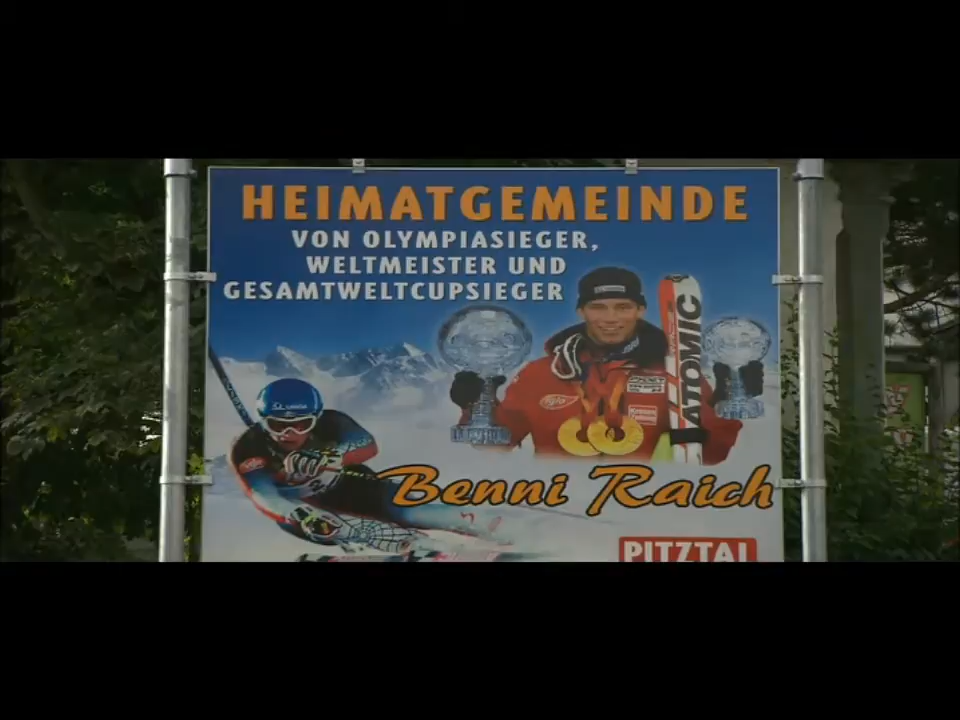 HEIMATGEMEINDE
VON OLYMPIASIEGER,
WELTMEISTER UND
GESAMTWELTCUPSIEGER
ATOMIC
Benni Raich
PITZTAL